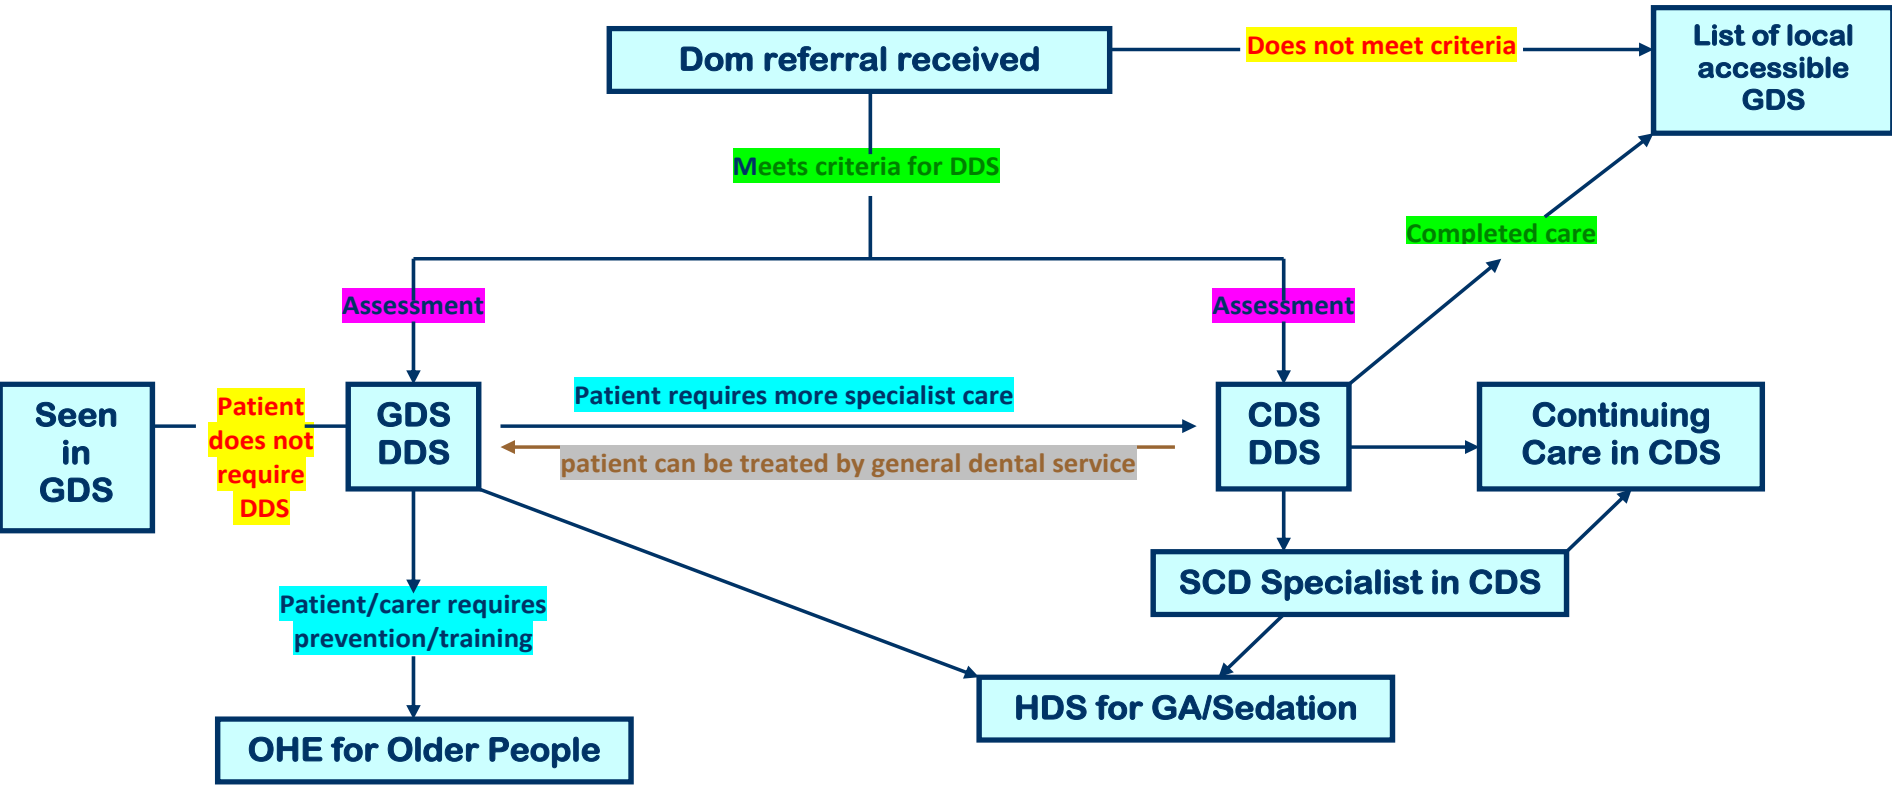 Dom referral received
Does not meet criteria
List of local
accessible
GDS
Meets criteria for DDS
Completed care
Assessment
Assessment
Seen
in
GDS
Patient
does not
require
DDS
GDS
DDS
Patient requires more specialist care
patient can be treated by general dental service
CDS
DDS
Continuing
Care in CDS
SCD Specialist in CDS
Patient/carer requires
prevention/training
HDS for GA/Sedation
OHE for Older People